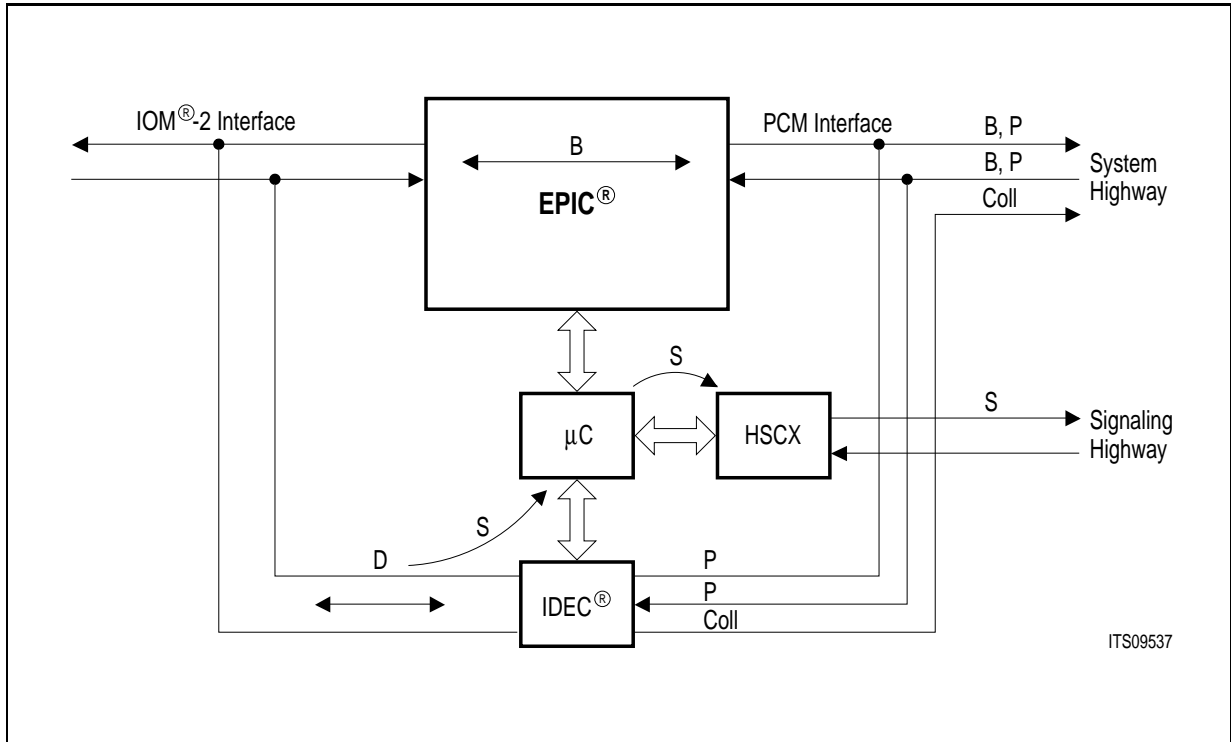 IOM®-2 Interface
PCM Interface
B, P
B
B, P
System
Highway
EPIC®
Coll
S
S
μC
HSCX
Signaling
Highway
S
D
P
P
IDEC®
Coll
ITS09537